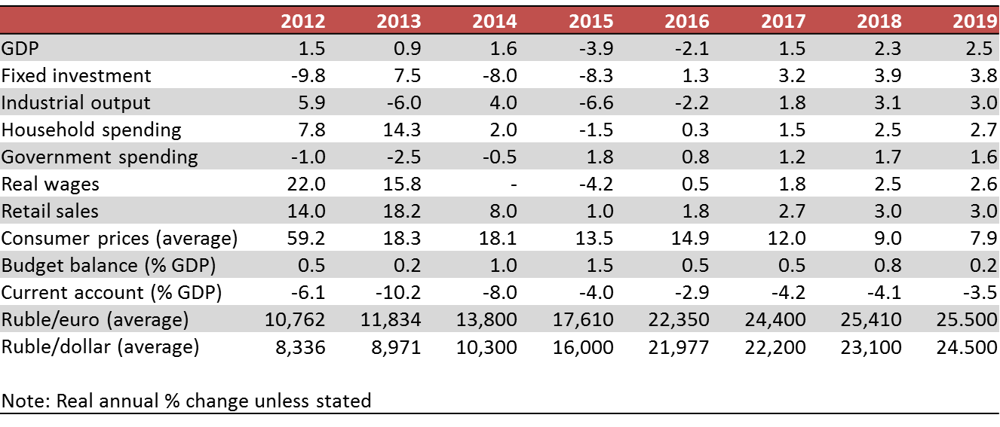 2012 2013 2014 2015 2016 2017 2018 2019
GDP 1.5 0.9 1.6 -3.9 -2.1 1.5 2.3 2.5
Fixed investment -9.8 7.5 -8.0 -8.3 1.3 3.2 3.9 3.8
Industrial output 5.9 -6.0 4.0 -6.6 -2.2 1.8 3.1 3.0
Household spending 7.8 14.3 2.0 -1.5 0.3 1.5 2.5 2.7
Government spending -1.0 -2.5 -0.5 1.8 0.8 1.2 1.7 1.6
Real wages 22.0 15.8 - -4.2 0.5 1.8 2.5 2.6
Retail sales 14.0 18.2 8.0 1.0 1.8 2.7 3.0 3.0
Consumer prices (average) 59.2 18.3 18.1 13.5 14.9 12.0 9.0 7.9
Budget balance (% GDP) 0.5 0.2 1.0 1.5 0.5 0.5 0.8 0.2
Current account (% GDP) -6.1 -10.2 -8.0 -4.0 -2.9 -4.2 -4.1 -3.5
Ruble/euro (average) 10,762 11,834 13,800 17,610 22,350 24,400 25,410 25.500
Ruble/dollar (average) 8,336 8,971 10,300 16,000 21,977 22,200 23,100 24.500
Note: Real annual % change unless stated